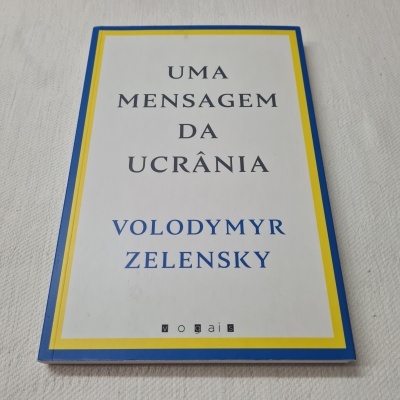 UMA
MENSAGEM
DA
UCRÂNIA
VOLODYMYR
ZELENSKY
vogais